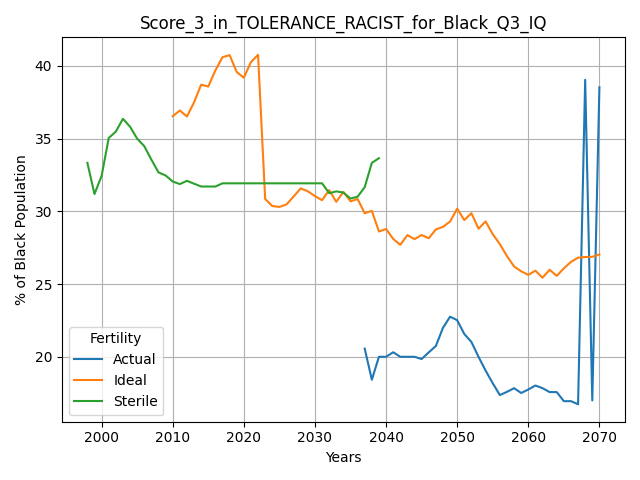 Score_3_in_TOLERANCE_RACIST_for_Black_Q3_IQ
% of Black Population
40
35
30
25
20
Fertility
Actual
Ideal
Sterile
2000 2010 2020 2030 2040 2050 2060 2070
Years